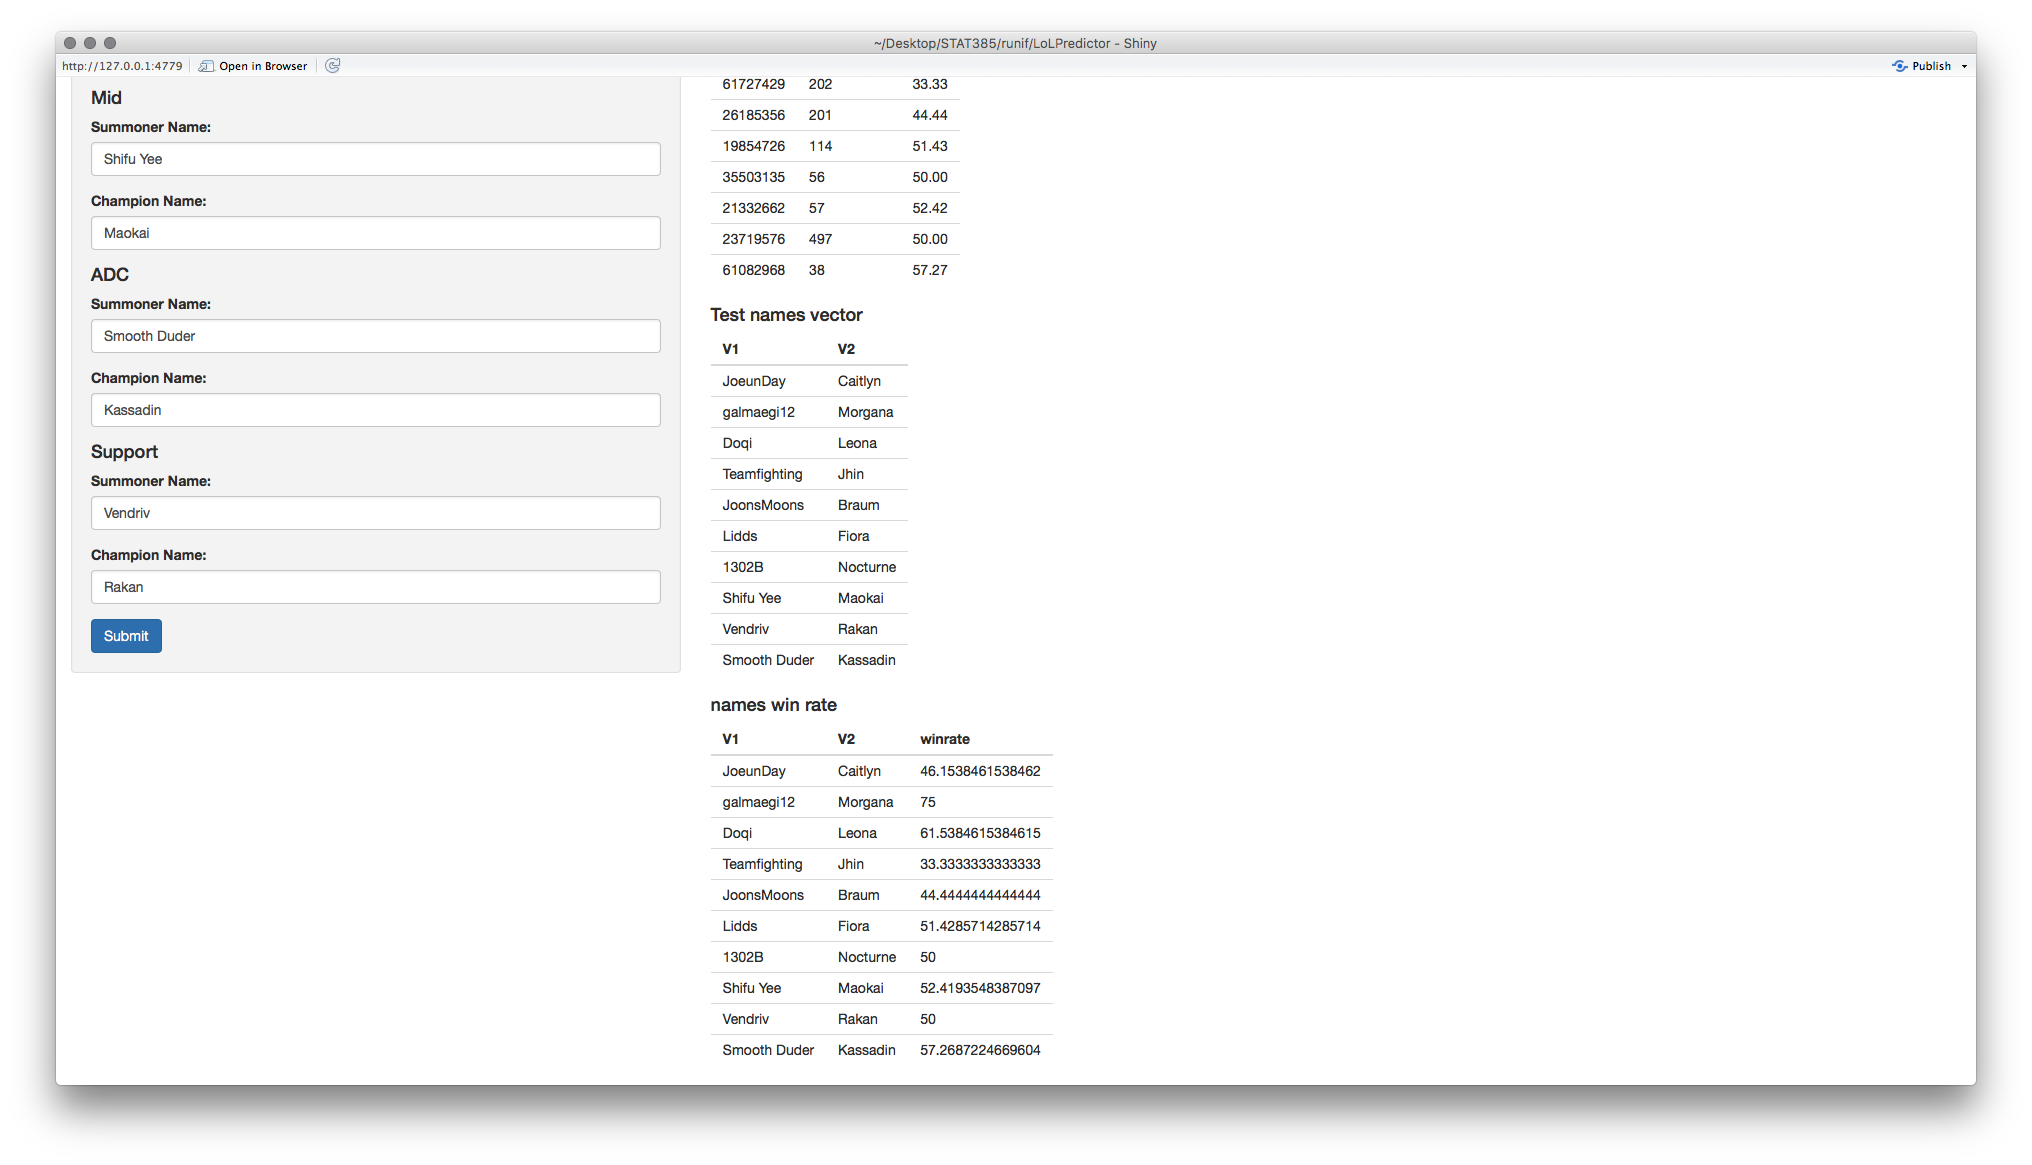 ~/Desktop/STAT385/runif/LoLPredictor - Shiny
http://127.0.0.1:4779 Open in Browser Publish
Mid
Summoner Name:
Shifu Yee
Champion Name:
Maokai
ADC
Summoner Name:
Smooth Duder
Champion Name:
Kassadin
Support
Summoner Name:
Vendriv
Champion Name:
Rakan
Submit
61727429 202 33.33
26185356 201 44.44
19854726 114 51.43
35503135 56 50.00
21332662 57 52.42
23719576 497 50.00
61082968 38 57.27
Test names vector
V1 V2
JoeunDay Caitlyn
galmaegi12 Morgana
Doqi Leona
Teamfighting Jhin
JoonsMoons Braum
Lidds Fiora
1302B Nocturne
Shifu Yee Maokai
Vendriv Rakan
Smooth Duder Kassadin
names win rate
V1 V2 winrate
JoeunDay Caitlyn 46.1538461538462
galmaegi12 Morgana 75
Doqi Leona 61.5384615384615
Teamfighting Jhin 33.3333333333333
JoonsMoons Braum 44.4444444444444
Lidds Fiora 51.4285714285714
1302B Nocturne 50
Shifu Yee Maokai 52.4193548387097
Vendriv Rakan 50
Smooth Duder Kassadin 57.2687224669604